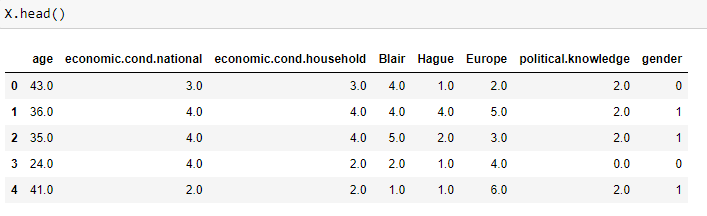 X.head()
age economic.cond.national economic.cond.household Blair Hague Europe political.knowledge gender
0 43.0 3.0 3.0 4.0 1.0 2.0 2.0 0
1 36.0 4.0 4.0 4.0 4.0 5.0 2.0 1
2 35.0 4.0 4.0 5.0 2.0 3.0 2.0 1
3 24.0 4.0 2.0 2.0 1.0 4.0 0.0 0
4 41.0 2.0 2.0 1.0 1.0 6.0 2.0 1